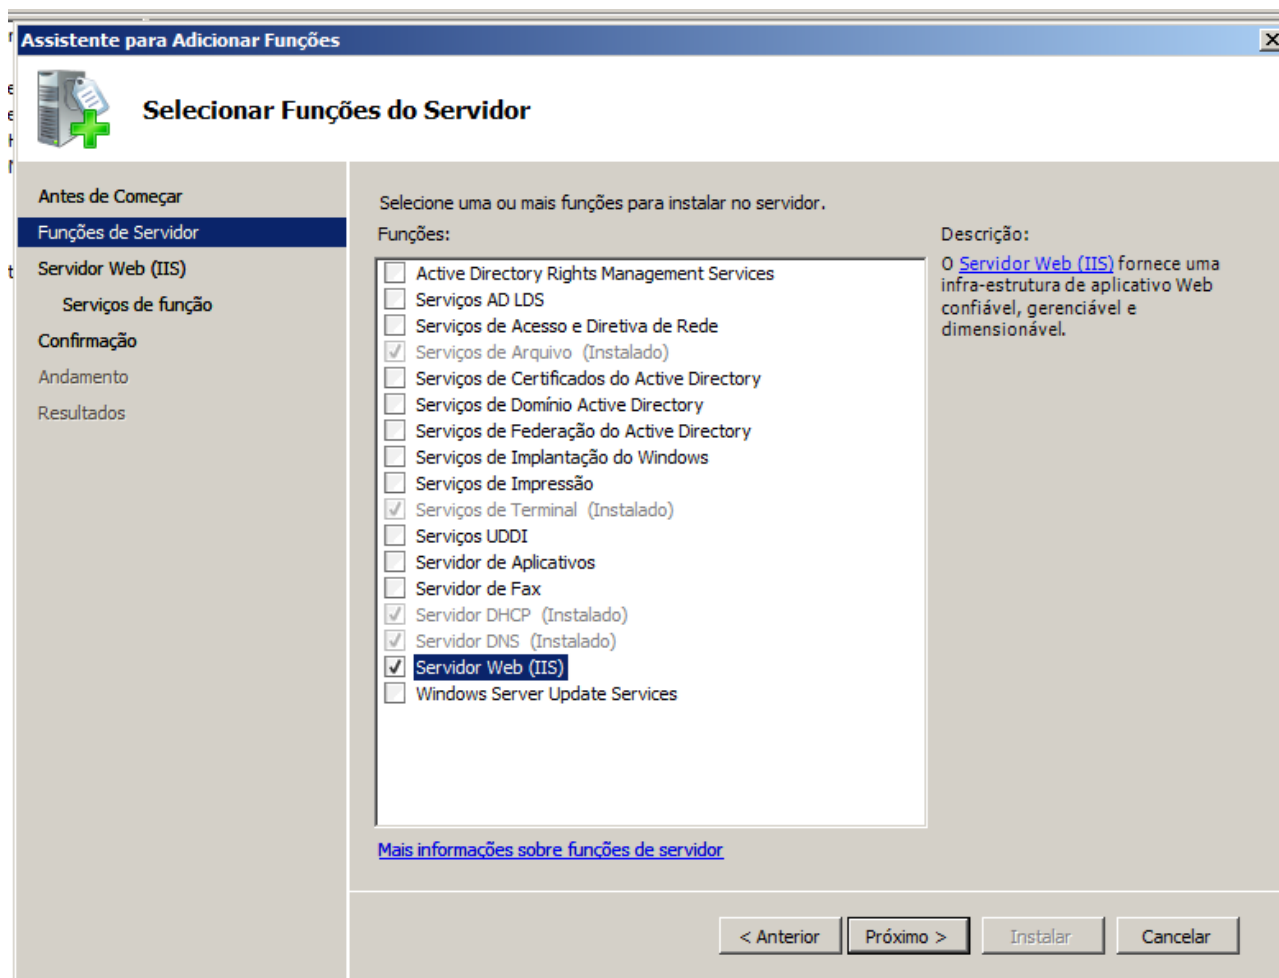 Assistente para Adicionar Funções
Selecionar Funções do Servidor
Antes de Começar
Funções de Servidor
Servidor Web (IIS)
Serviços de função
Confirmação
Andamento
Resultados
Selecione uma ou mais funções para instalar no servidor.
Funções:
Active Directory Rights Management Services
Serviços AD LDS
Serviços de Acesso e Diretiva de Rede
Serviços de Arquivo (Instalado)
Serviços de Certificados do Active Directory
Serviços de Domínio Active Directory
Serviços de Federação do Active Directory
Serviços de Implantação do Windows
Serviços de Impressão
Serviços de Terminal (Instalado)
Serviços UDDI
Servidor de Aplicativos
Servidor de Fax
Servidor DHCP (Instalado)
Servidor DNS (Instalado)
Servidor Web (IIS)
Windows Server Update Services
Mais informações sobre funções de servidor
Descrição:
O Servidor Web (IIS) fornece uma
infra-estrutura de aplicativo Web
confiável, gerenciável e
dimensionável.
< Anterior
Próximo >
Instalar
Cancelar